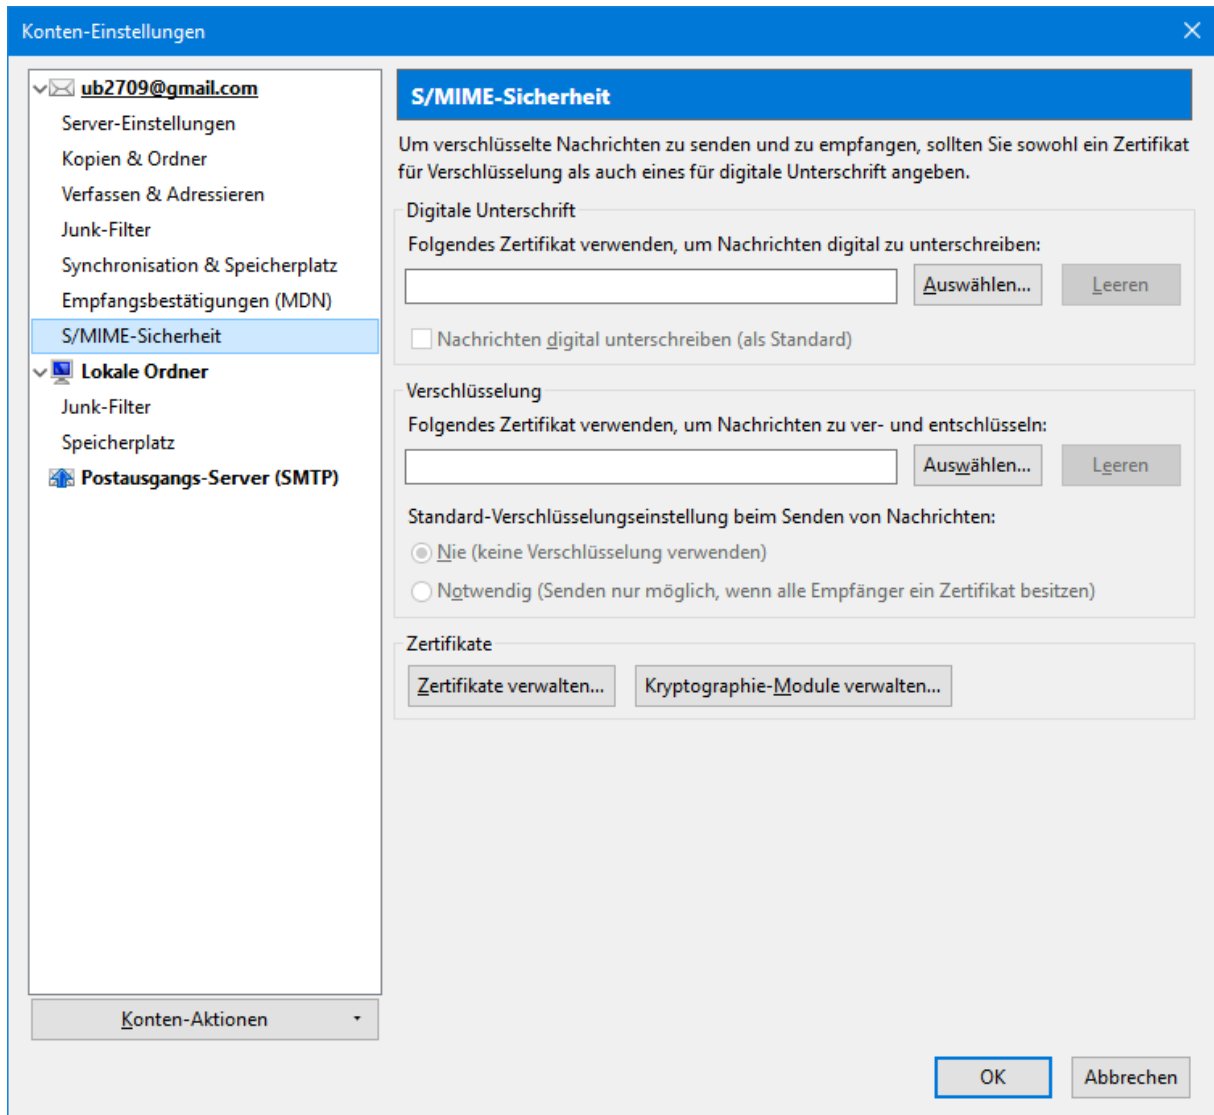 Konten-Einstellungen
ub2709@gmail.com
Server-Einstellungen
Kopien & Ordner
Verfassen & Adressieren
Junk-Filter
Synchronisation & Speicherplatz
Empfangsbestätigungen (MDN)
S/MIME-Sicherheit
Lokale Ordner
Junk-Filter
Speicherplatz
Postausgangs-Server (SMTP)
Konten-Aktionen
S/MIME-Sicherheit
Um verschlüsselte Nachrichten zu senden und zu empfangen, sollten Sie sowohl ein Zertifikat
für Verschlüsselung als auch eines für digitale Unterschrift angeben.
Digitale Unterschrift
Folgendes Zertifikat verwenden, um Nachrichten digital zu unterschreiben:
Auswählen... Leeren
Nachrichten digital unterschreiben (als Standard)
Verschlüsselung
Folgendes Zertifikat verwenden, um Nachrichten zu ver- und entschlüsseln:
Auswählen... Leeren
Standard-Verschlüsselungseinstellung beim Senden von Nachrichten:
Nie (keine Verschlüsselung verwenden)
Notwendig (Senden nur möglich, wenn alle Empfänger ein Zertifikat besitzen)
Zertifikate
Zertifikate verwalten... Kryptographie-Module verwalten...
OK Abbrechen